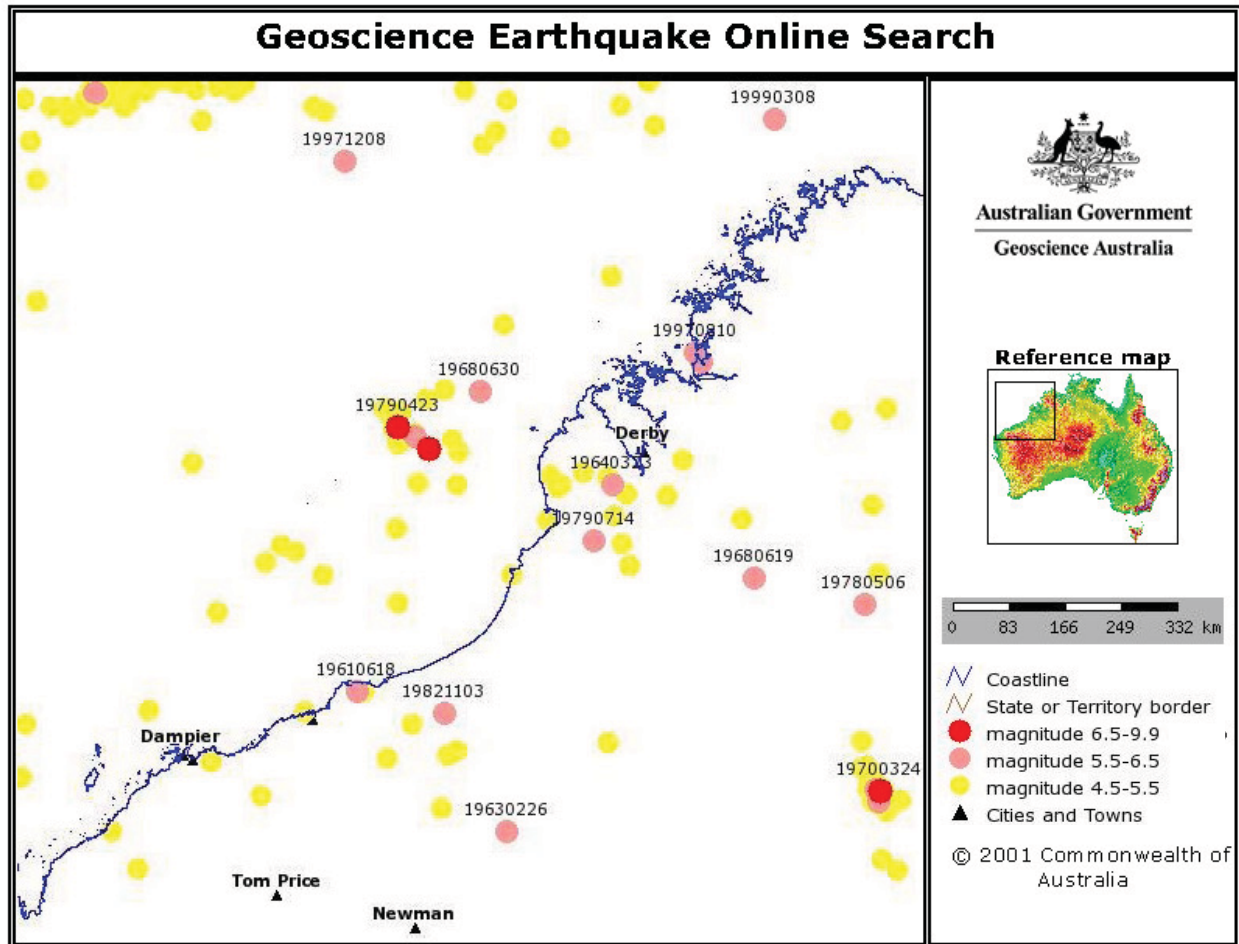 Geoscience Earthquake Online Search
19990308
19971208
19970810
19680630
19790423
Derby
19640323
19790714
19680619
19780506
19610618
19821103
Dampier
19700324
19630226
Tom Price
Newman
Australian Government
Geoscience Australia
Reference map
0 83 166 249 332 km
Coastline
State or Territory border
magnitude 6.5-9.9
magnitude 5.5-6.5
magnitude 4.5-5.5
Cities and Towns
© 2001 Commonwealth of
Australia